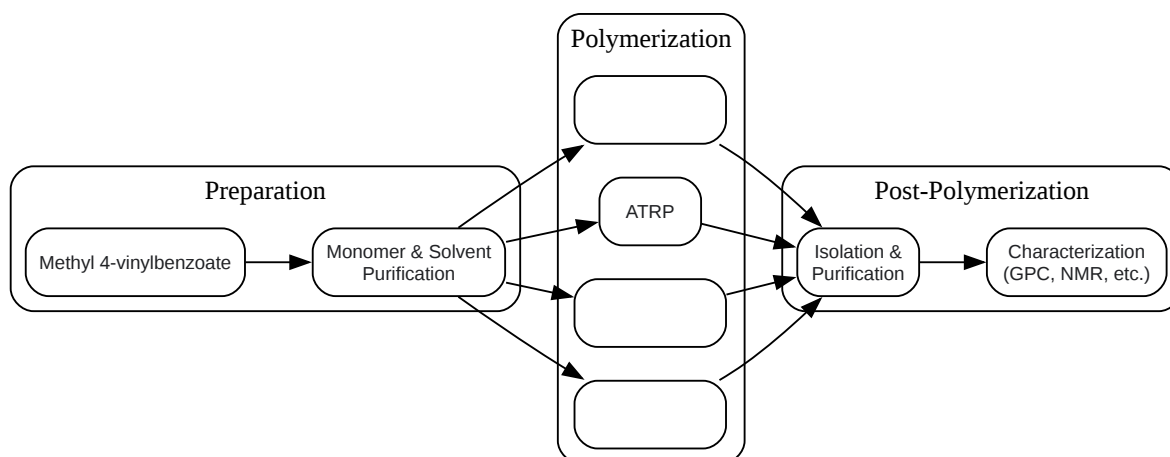 Polymerization
Preparation
Methyl 4-vinylbenzoate
Monomer & Solvent
Purification
ATRP
Post-Polymerization
Isolation &
Purification
Characterization
(GPC, NMR, etc.)